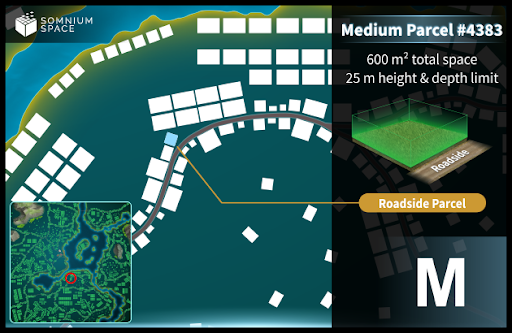 SOMNIUM
SPACE
Medium Parcel #4383
600 m² total space
25 m height & depth limit
Roadside
Roadside Parcel
M